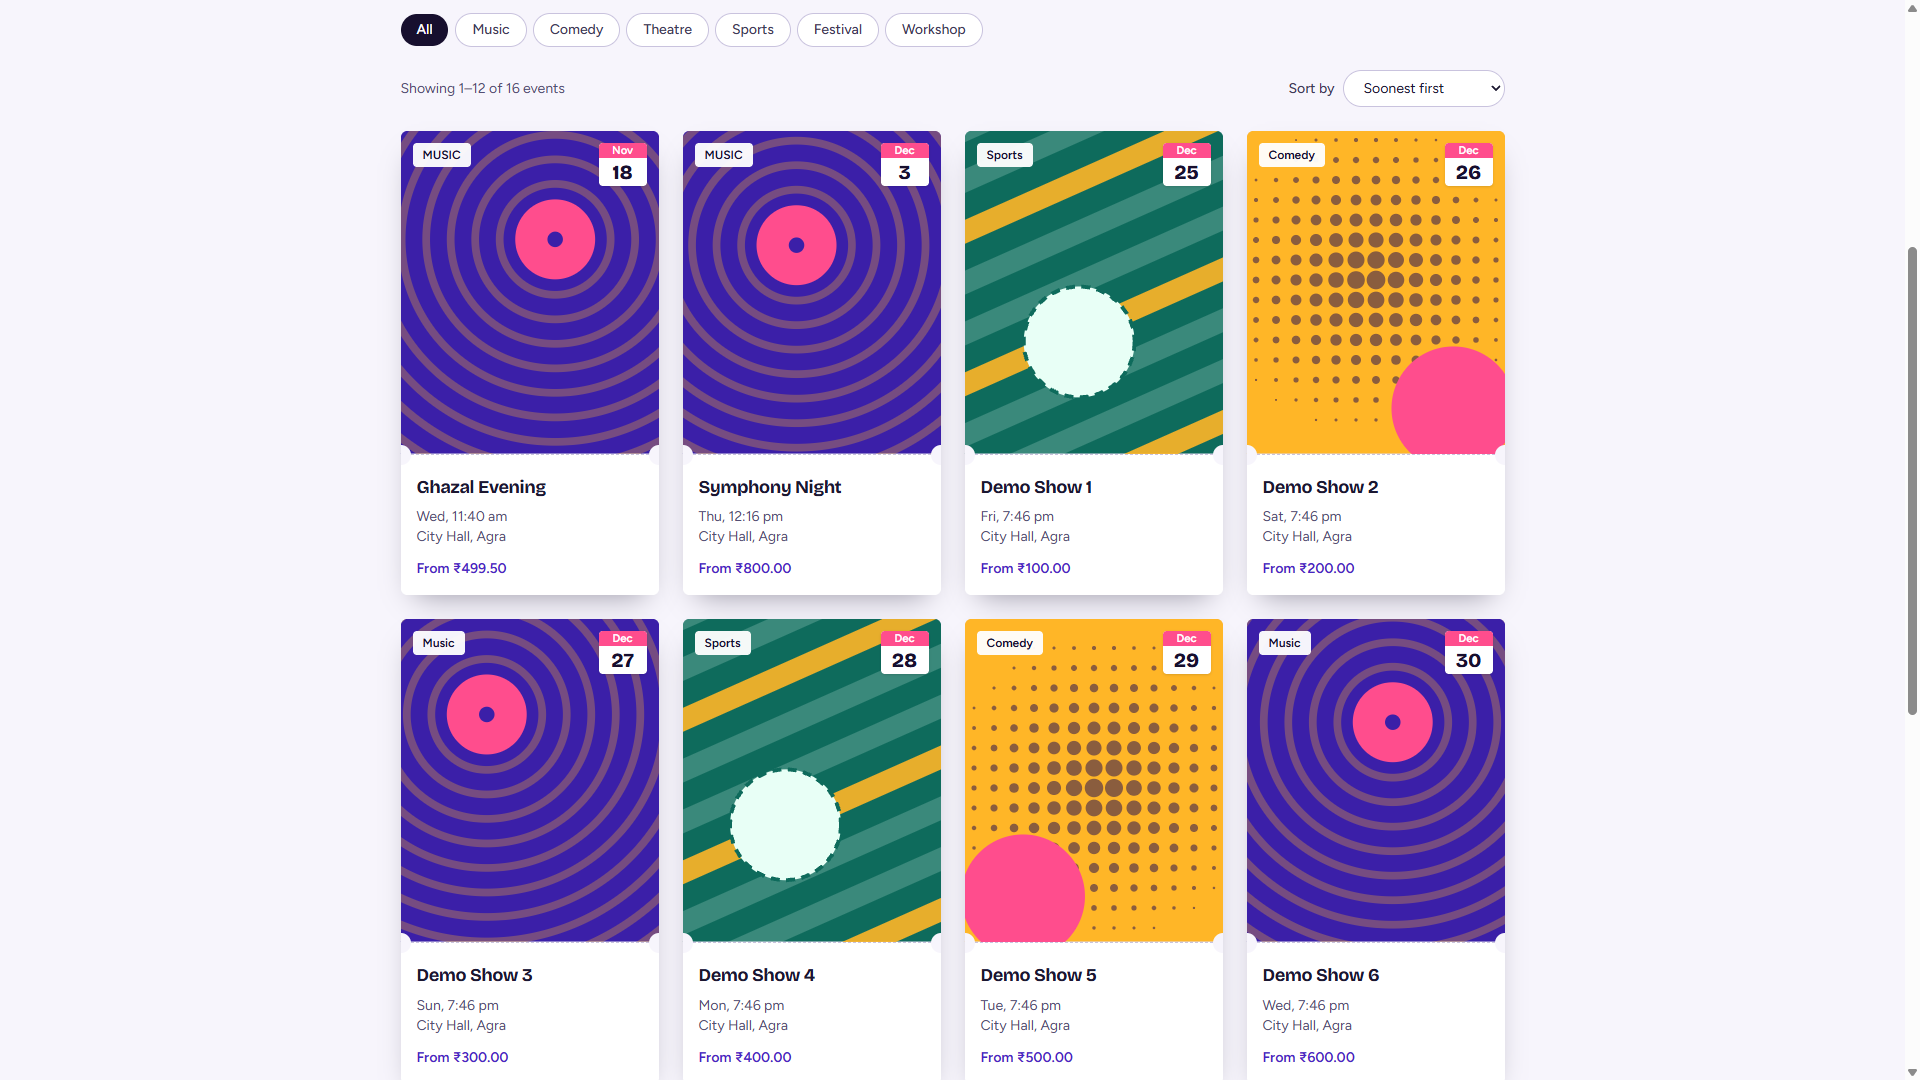 All
Music
Comedy
Theatre
Sports
Festival
Workshop
Showing 1–12 of 16 events
Sort by
Soonest first
MUSIC
Nov
18
Ghazal Evening
Wed, 11:40 am
City Hall, Agra
From ₹499.50
MUSIC
Dec
3
Symphony Night
Thu, 12:16 pm
City Hall, Agra
From ₹800.00
Sports
Dec
25
Demo Show 1
Fri, 7:46 pm
City Hall, Agra
From ₹100.00
Comedy
Dec
26
Demo Show 2
Sat, 7:46 pm
City Hall, Agra
From ₹200.00
Music
Dec
27
Demo Show 3
Sun, 7:46 pm
City Hall, Agra
From ₹300.00
Sports
Dec
28
Demo Show 4
Mon, 7:46 pm
City Hall, Agra
From ₹400.00
Comedy
Dec
29
Demo Show 5
Tue, 7:46 pm
City Hall, Agra
From ₹500.00
Music
Dec
30
Demo Show 6
Wed, 7:46 pm
City Hall, Agra
From ₹600.00